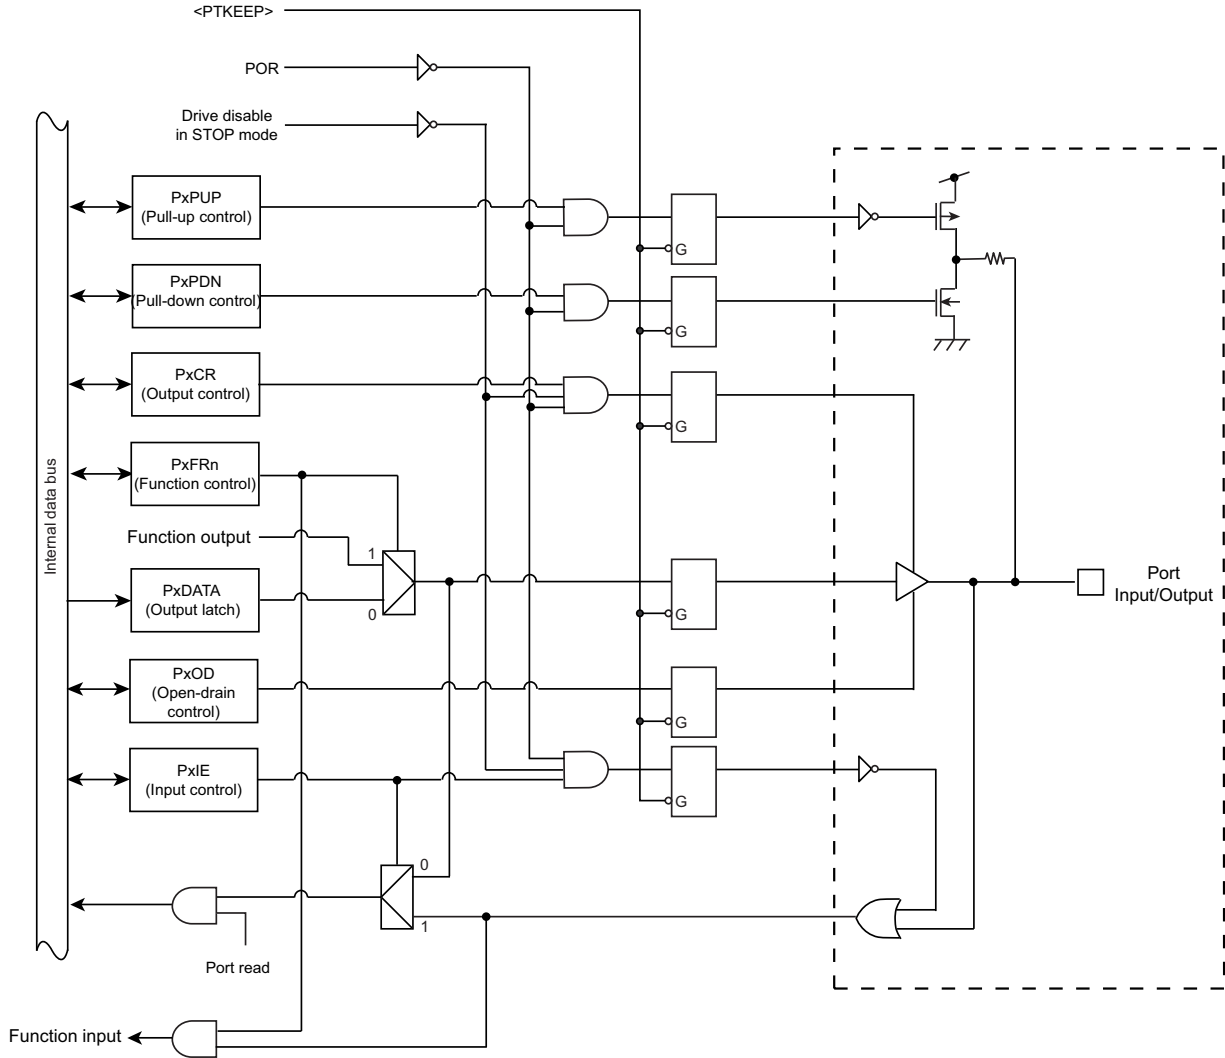 <PTKEEP>
POR
Drive disable
in STOP mode
PxPUP
(Pull-up control)
G
PxPDN
(Pull-down control)
G
PxCR
(Output control)
G
Internal data bus
PxFRn
(Function control)
Function output
1
PxDATA
(Output latch)
0
G
Port
Input/Output
PxOD
(Open-drain
control)
G
PxIE
(Input control)
G
0
1
Port read
Function input